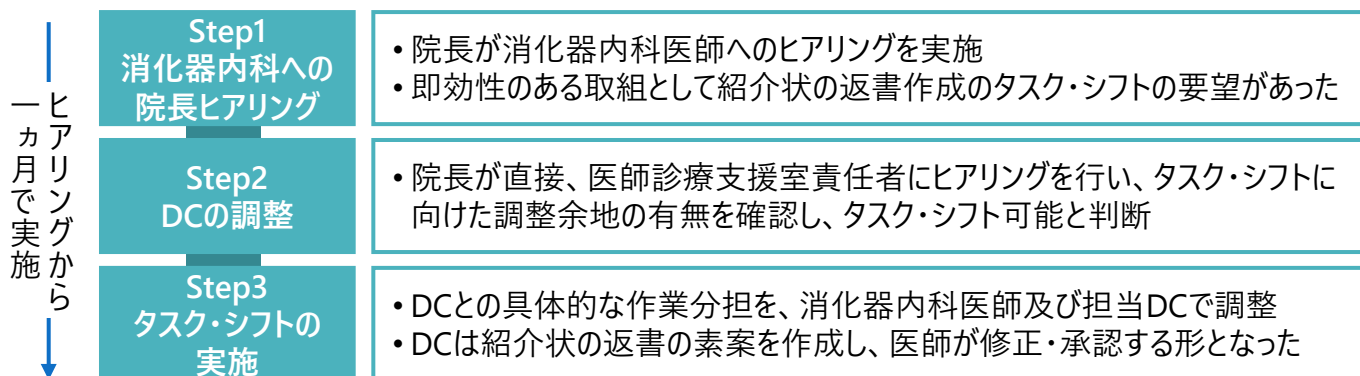 ヒアリングから
一ヵ月で実施
Step1
消化器内科への
院長ヒアリング
• 院長が消化器内科医師へのヒアリングを実施
• 即効性のある取組として紹介状の返書作成のタスク・シフトの要望があった
Step2
DCの調整
• 院長が直接、医師診療支援室責任者にヒアリングを行い、タスク・シフトに
向けた調整余地の有無を確認し、タスク・シフト可能と判断
Step3
タスク・シフトの
実施
• DCとの具体的な作業分担を、消化器内科医師及び担当DCで調整
• DCは紹介状の返書の素案を作成し、医師が修正・承認する形となった